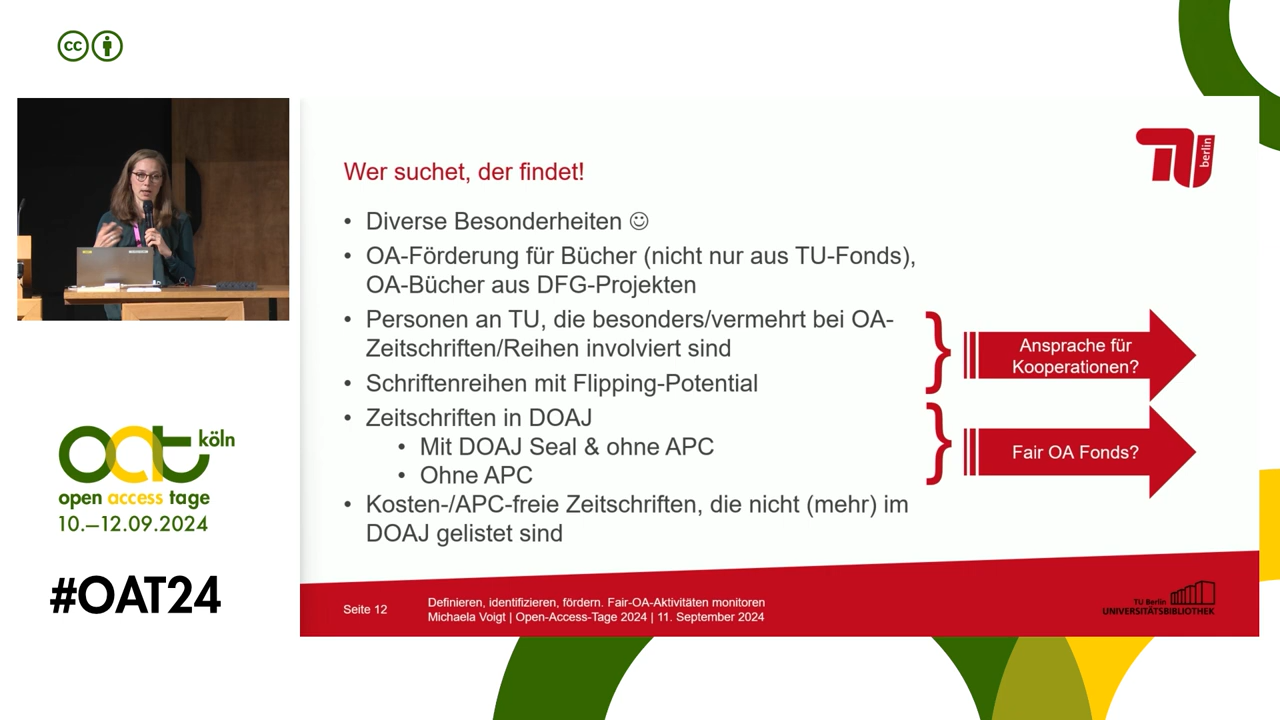 cc
berlin
Wer suchet, der findet!
• Diverse Besonderheiten ☺
• OA-Förderung für Bücher (nicht nur aus TU-Fonds),
OA-Bücher aus DFG-Projekten
• Personen an TU, die besonders/vermehrt bei OA-
Zeitschriften/Reihen involviert sind
• Schriftenreihen mit Flipping-Potential
• Zeitschriften in DOAJ
• Mit DOAJ Seal & ohne APC
• Ohne APC
• Kosten-/APC-freie Zeitschriften, die nicht (mehr) im
DOAJ gelistet sind
Ansprache für
Kooperationen?
Fair OA Fonds?
oat köln
open access tage
10.–12.09.2024
#OAT24
Seite 12
Definieren, identifizieren, fördern. Fair-OA-Aktivitäten monitoren
Michaela Voigt | Open-Access-Tage 2024 | 11. September 2024
TU Berlin
UNIVERSITÄTSBIBLIOTHEK
TU